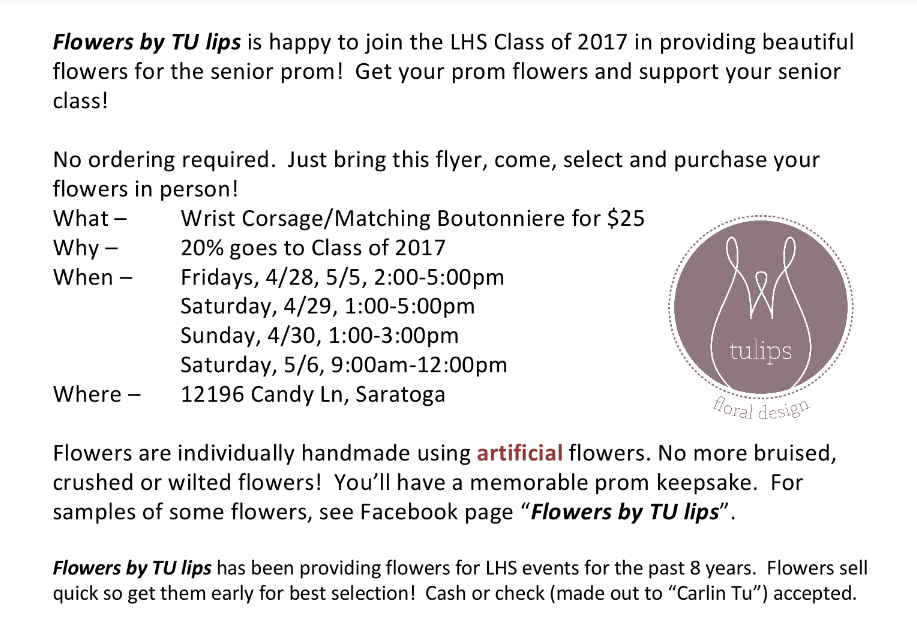 Flowers by TU lips is happy to join the LHS Class of 2017 in providing beautiful
flowers for the senior prom!  Get your prom flowers and support your senior
class!
No ordering required.  Just bring this flyer, come, select and purchase your
flowers in person!
What – Wrist Corsage/Matching Boutonniere for $25
Why – 20% goes to Class of 2017
When – Fridays, 4/28, 5/5, 2:00-5:00pm
Saturday, 4/29, 1:00-5:00pm
Sunday, 4/30, 1:00-3:00pm
Saturday, 5/6, 9:00am-12:00pm
Where – 12196 Candy Ln, Saratoga
tulips
floral design
Flowers are individually handmade using artificial flowers. No more bruised,
crushed or wilted flowers!  You’ll have a memorable prom keepsake.  For
samples of some flowers, see Facebook page “Flowers by TU lips”.
Flowers by TU lips has been providing flowers for LHS events for the past 8 years.  Flowers sell
quick so get them early for best selection!  Cash or check (made out to “Carlin Tu”) accepted.